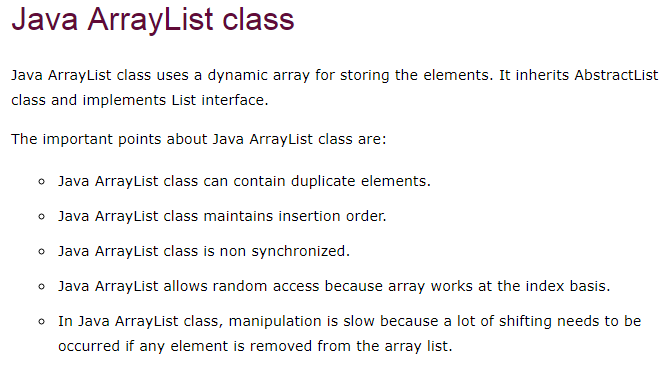 Java ArrayList class
Java ArrayList class uses a dynamic array for storing the elements. It inherits AbstractList
class and implements List interface.
The important points about Java ArrayList class are:
Java ArrayList class can contain duplicate elements.
Java ArrayList class maintains insertion order.
Java ArrayList class is non synchronized.
Java ArrayList allows random access because array works at the index basis.
In Java ArrayList class, manipulation is slow because a lot of shifting needs to be
occurred if any element is removed from the array list.